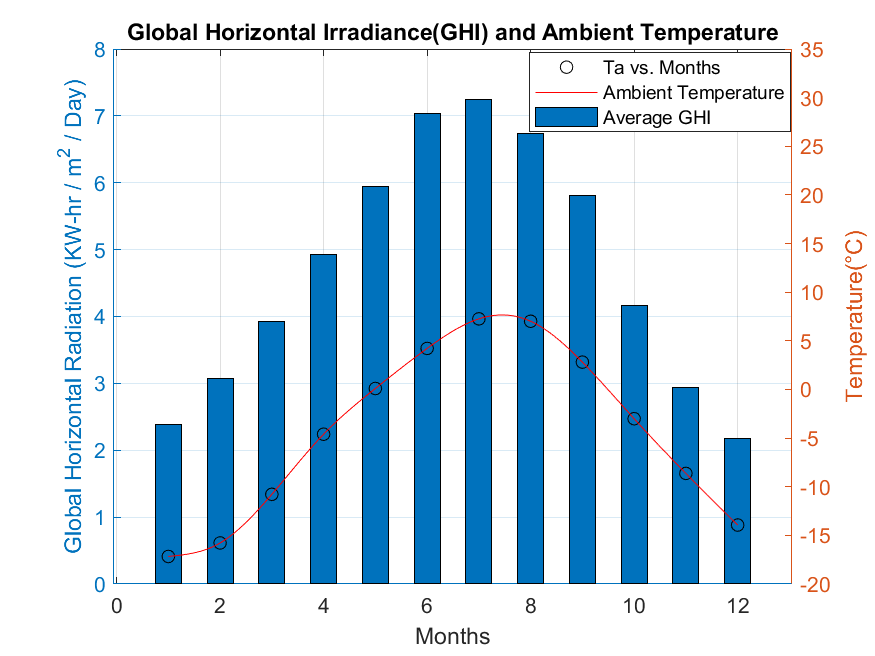 Global Horizontal Irradiance(GHI) and Ambient Temperature
Ta vs. Months
Ambient Temperature
Average GHI
Global Horizontal Radiation (KW-hr / m² / Day)
8
7
6
5
4
3
2
1
0
35
30
25
20
15
10
5
0
-5
-10
-15
-20
Temperature(°C)
0 2 4 6 8 10 12
Months